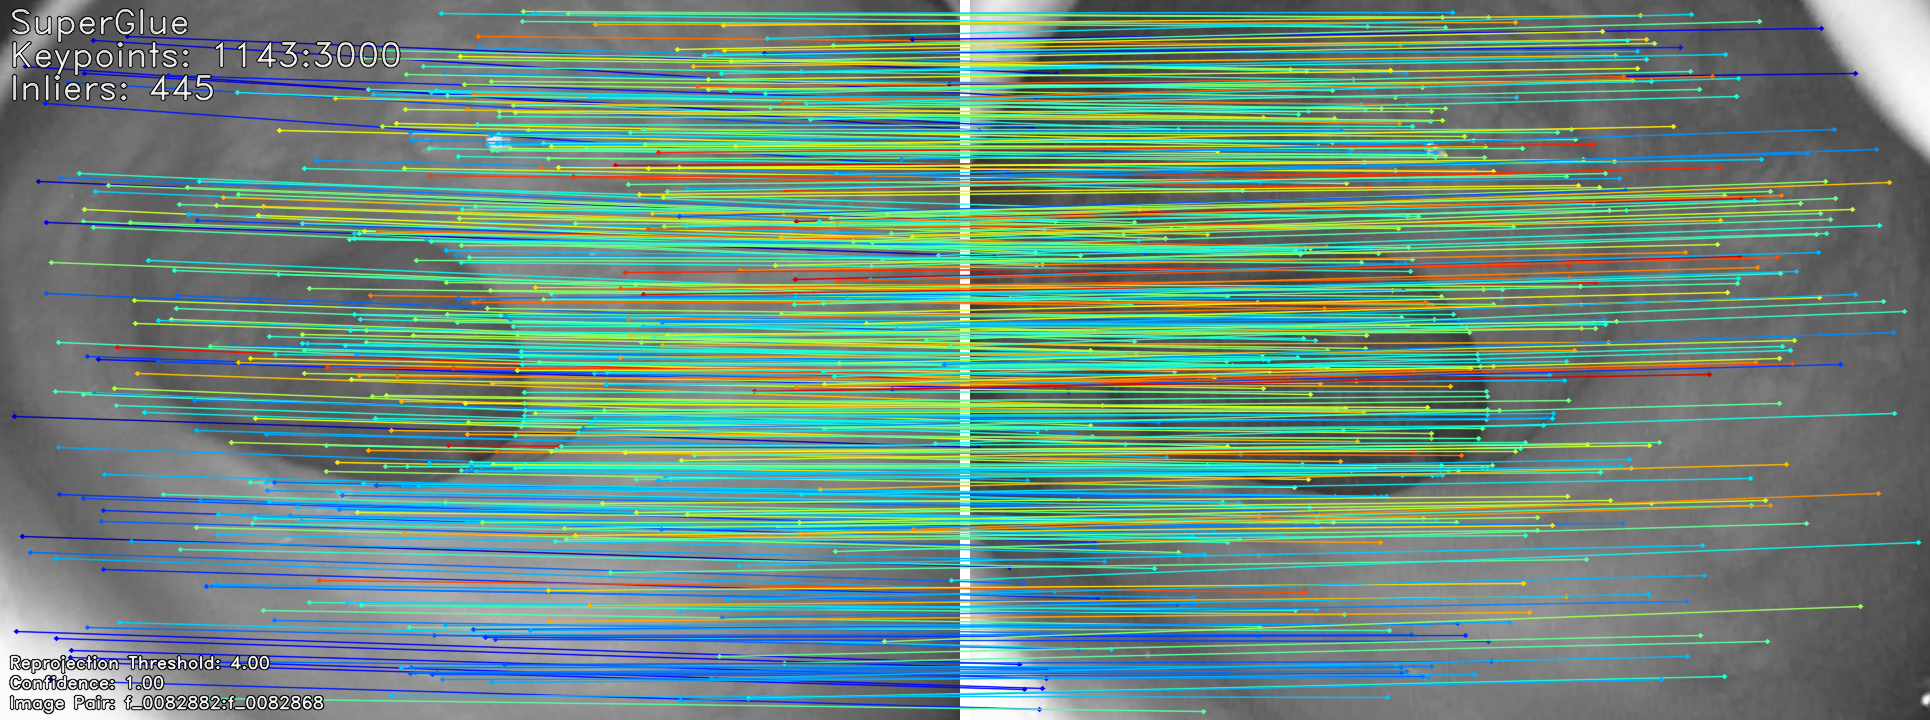 SuperGlue
Keypoints: 1143:3000
Inliers: 445
Reprojection Threshold: 4.00
Confidence: 1.00
Image Pair: f_0082882:f_0082868